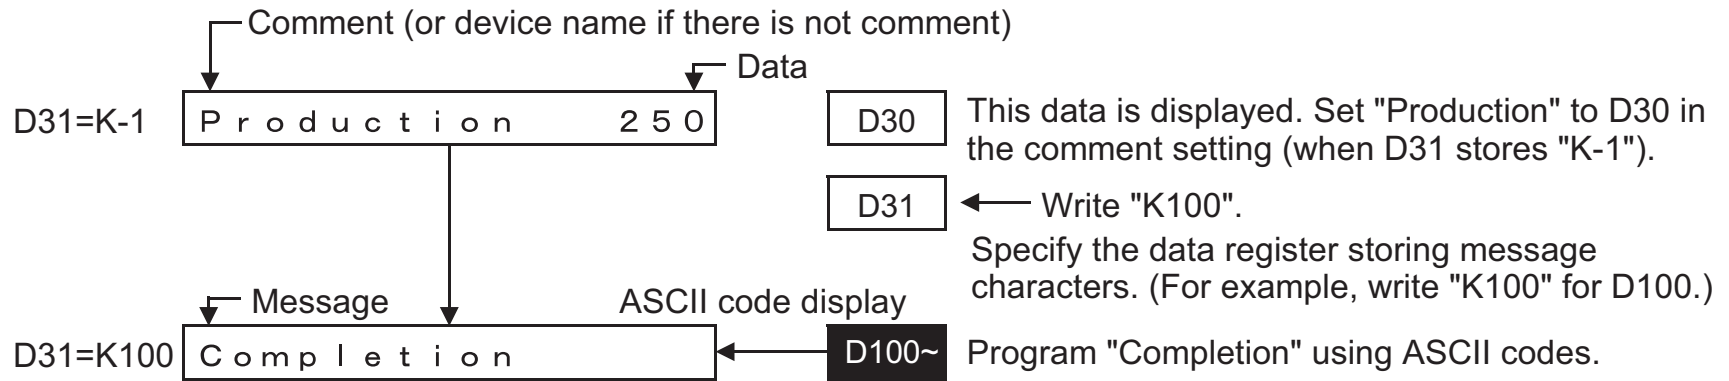 Comment (or device name if there is not comment)
Data
D31=K-1 Production 250 D30 This data is displayed. Set "Production" to D30 in
the comment setting (when D31 stores "K-1").
D31 Write "K100".
Specify the data register storing message
characters. (For example, write "K100" for D100.)
Message ASCII code display
D31=K100 Completion D100~ Program "Completion" using ASCII codes.